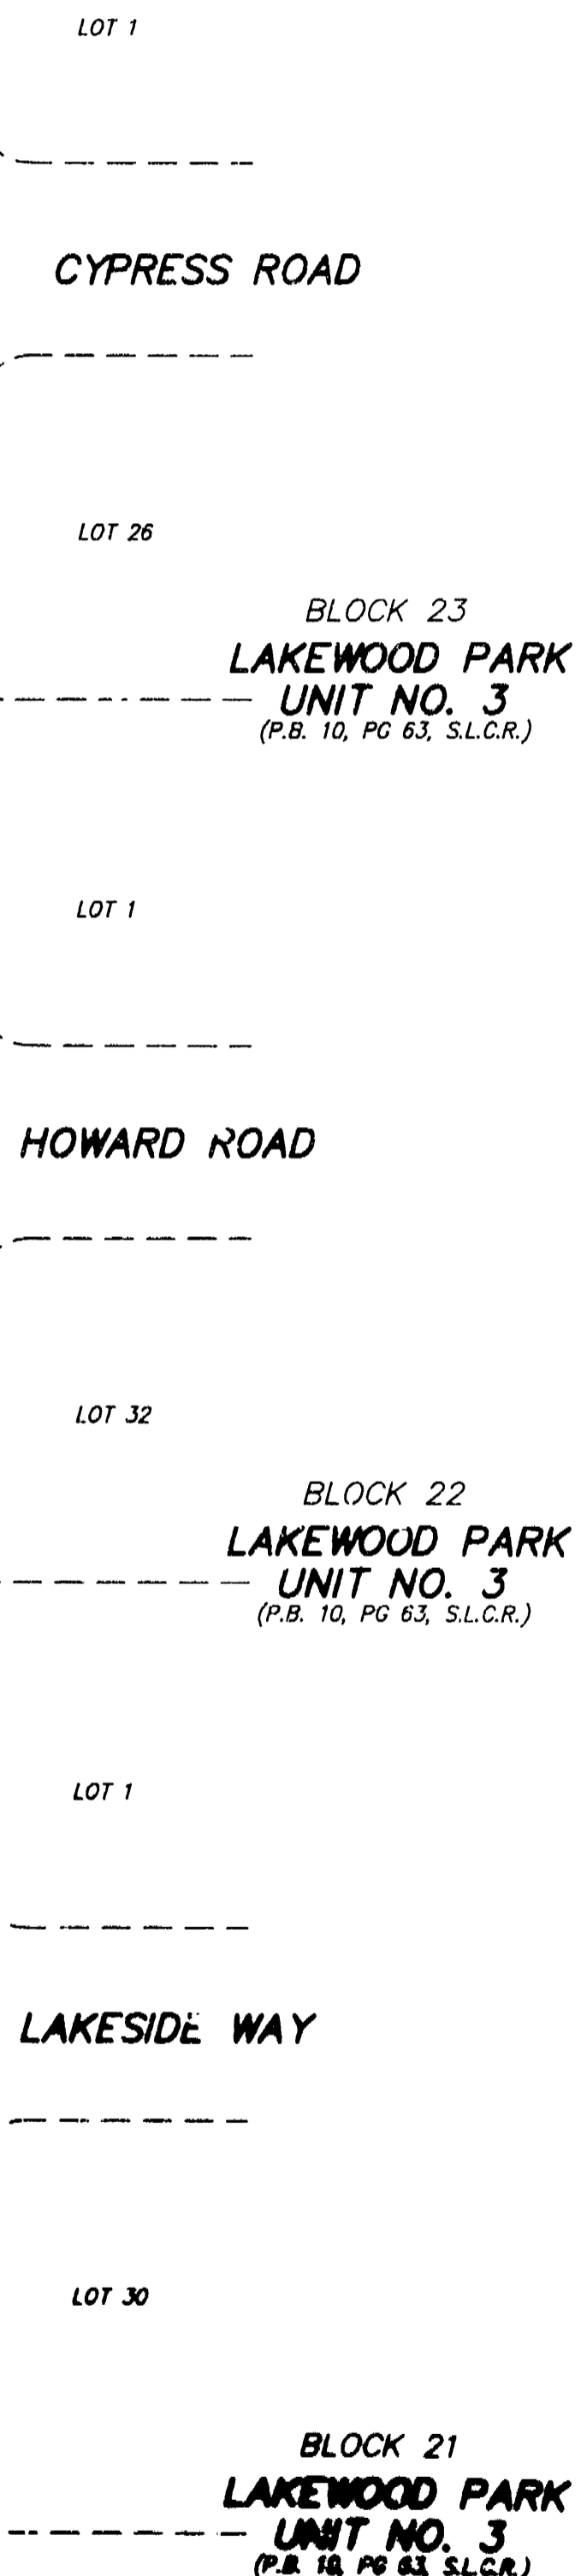 LOT 1
CYPRESS ROAD
LOT 26
BLOCK 23
LAKEWOOD PARK
UNIT NO. 3
(P.B. 10, PG 63, S.L.C.R.)
LOT 1
HOWARD ROAD
LOT 32
BLOCK 22
LAKEWOOD PARK
UNIT NO. 3
(P.B. 10, PG 63, S.L.C.R.)
LOT 1
LAKESIDE WAY
LOT 30
BLOCK 21
LAKEWOOD PARK
UNIT NO. 3
(P.B. 10, PG 63, S.L.C.R.)